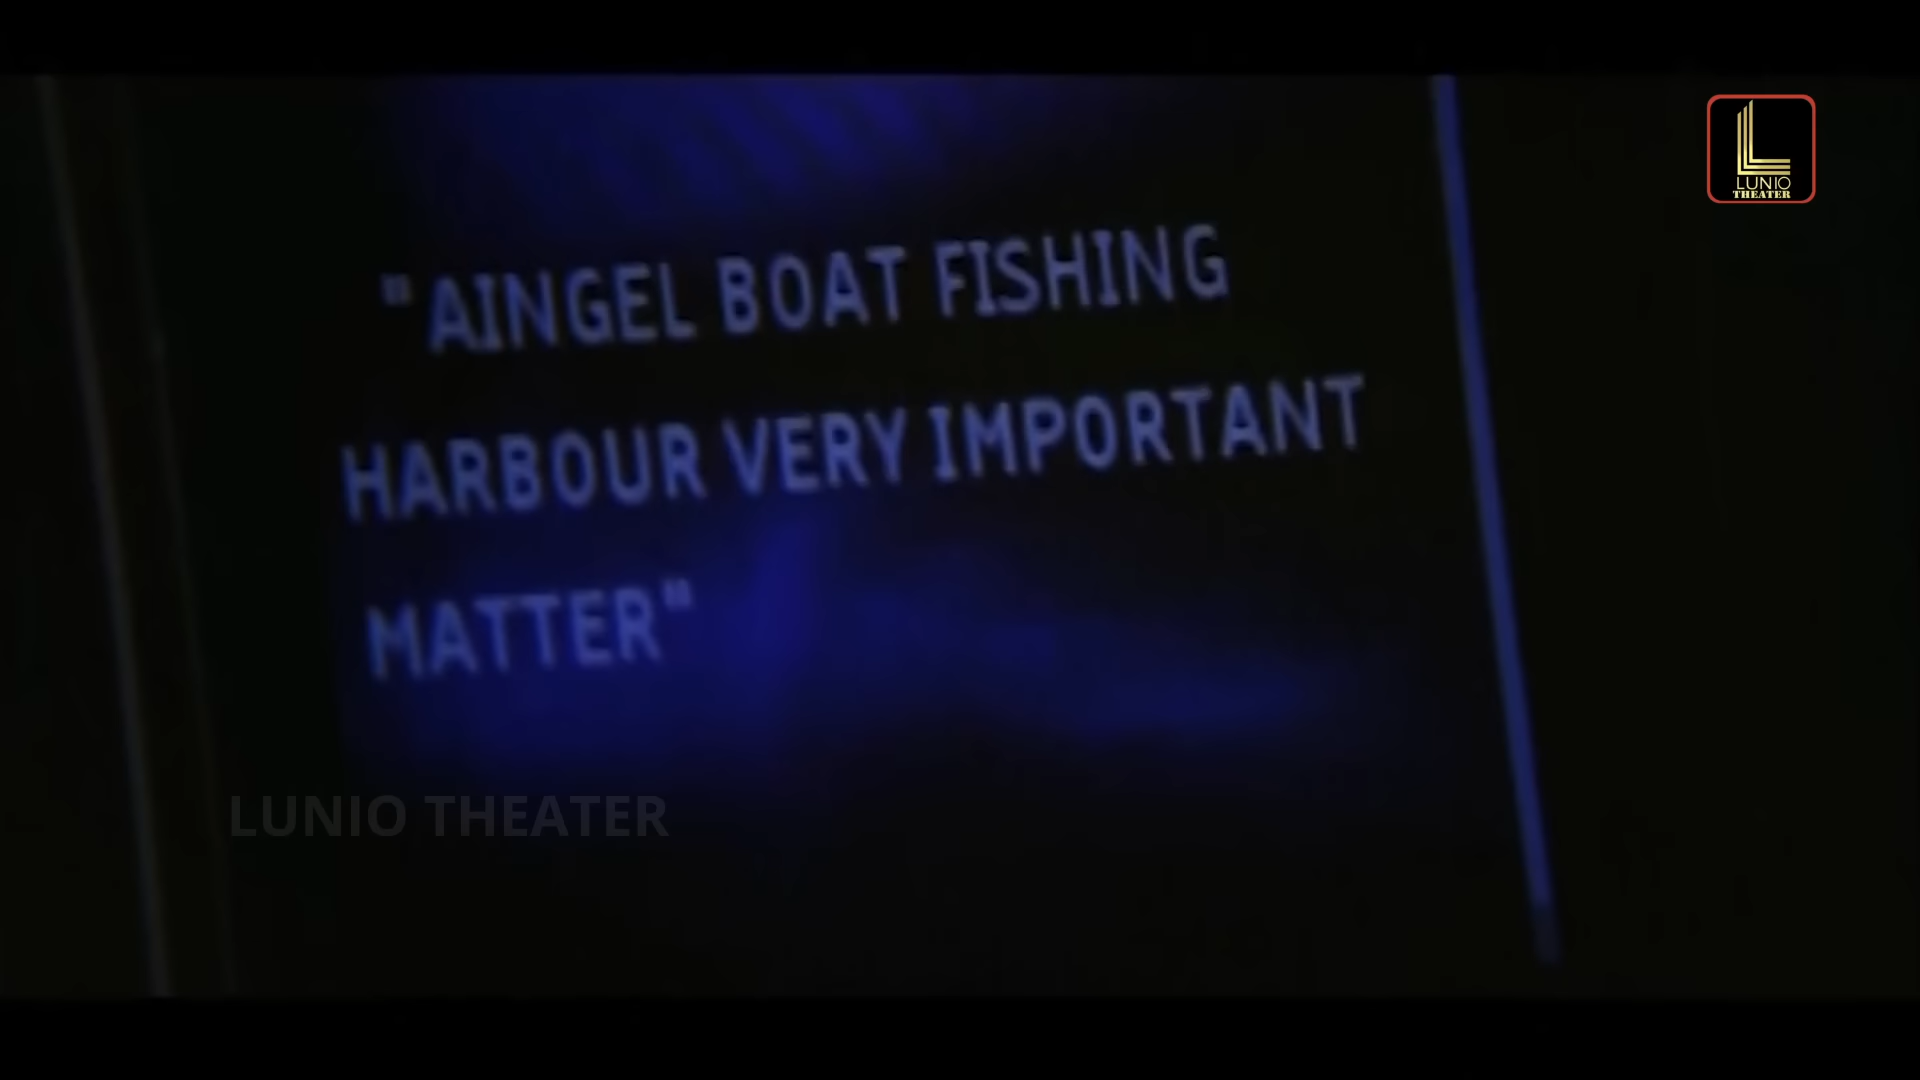 LUNIO
THEATER
"AINGEL BOAT FISHING
HARBOUR VERY IMPORTANT
MATTER"
LUNIO THEATER